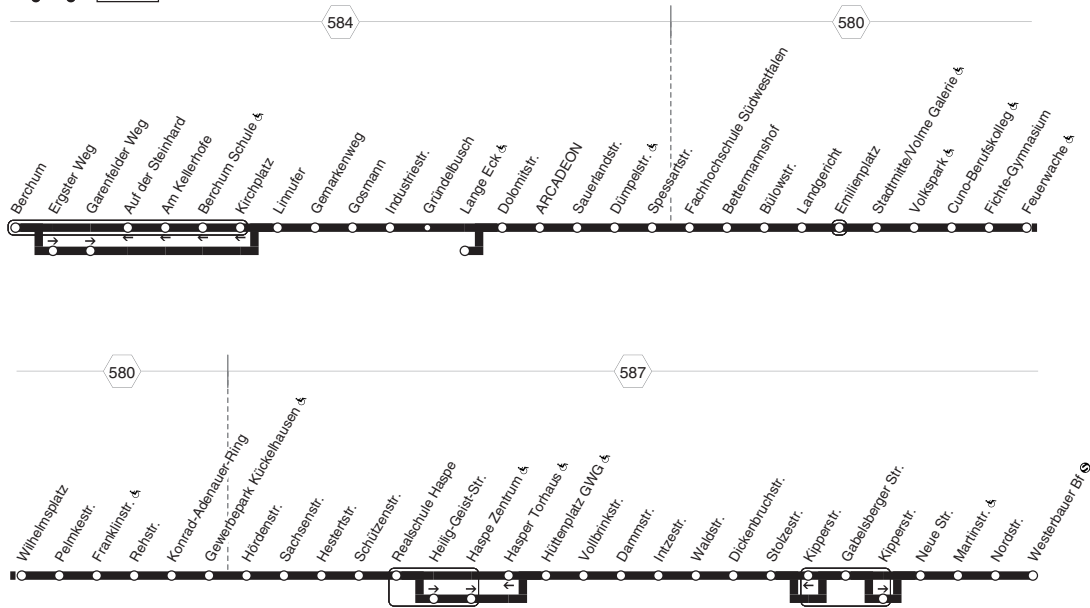 584
580
Berchum
Ergster Weg
Garenfelder Weg
Auf der Steinhard
Am Kellerhofe
Berchum Schule
Kirchplatz
Linnufer
Gemarkenweg
Gosmann
Industriestr.
Gründelbusch
Lange Eck
Dolomitstr.
ARCADEON
Sauerlandstr.
Dümpelstr.
Spessartstr.
Fachhochschule Südwestfalen
Bettermannshof
Bülowstr.
Landgericht
Emilienplatz
Stadtmitte/Volme Galerie
Volkspark
Cuno-Berufskolleg
Fichte-Gymnasium
Feuerwache
580
587
Wilhelmsplatz
Pelmkestr.
Franklinstr.
Rehstr.
Konrad-Adenauer-Ring
Gewerbepark Kückelhausen
Hördenstr.
Sachsenstr.
Hestertstr.
Schützenstr.
Realschule Haspe
Heilig-Geist-Str.
Haspe Zentrum
Hasper Torhaus
Hüttenplatz GWG
Vollbrinkstr.
Dammstr.
Intzestr.
Waldstr.
Dickenbruchstr.
Stolzestr.
Kipperstr.
Gabelsberger Str.
Kipperstr.
Neue Str.
Martinstr.
Nordstr.
Westerbauer Bf S